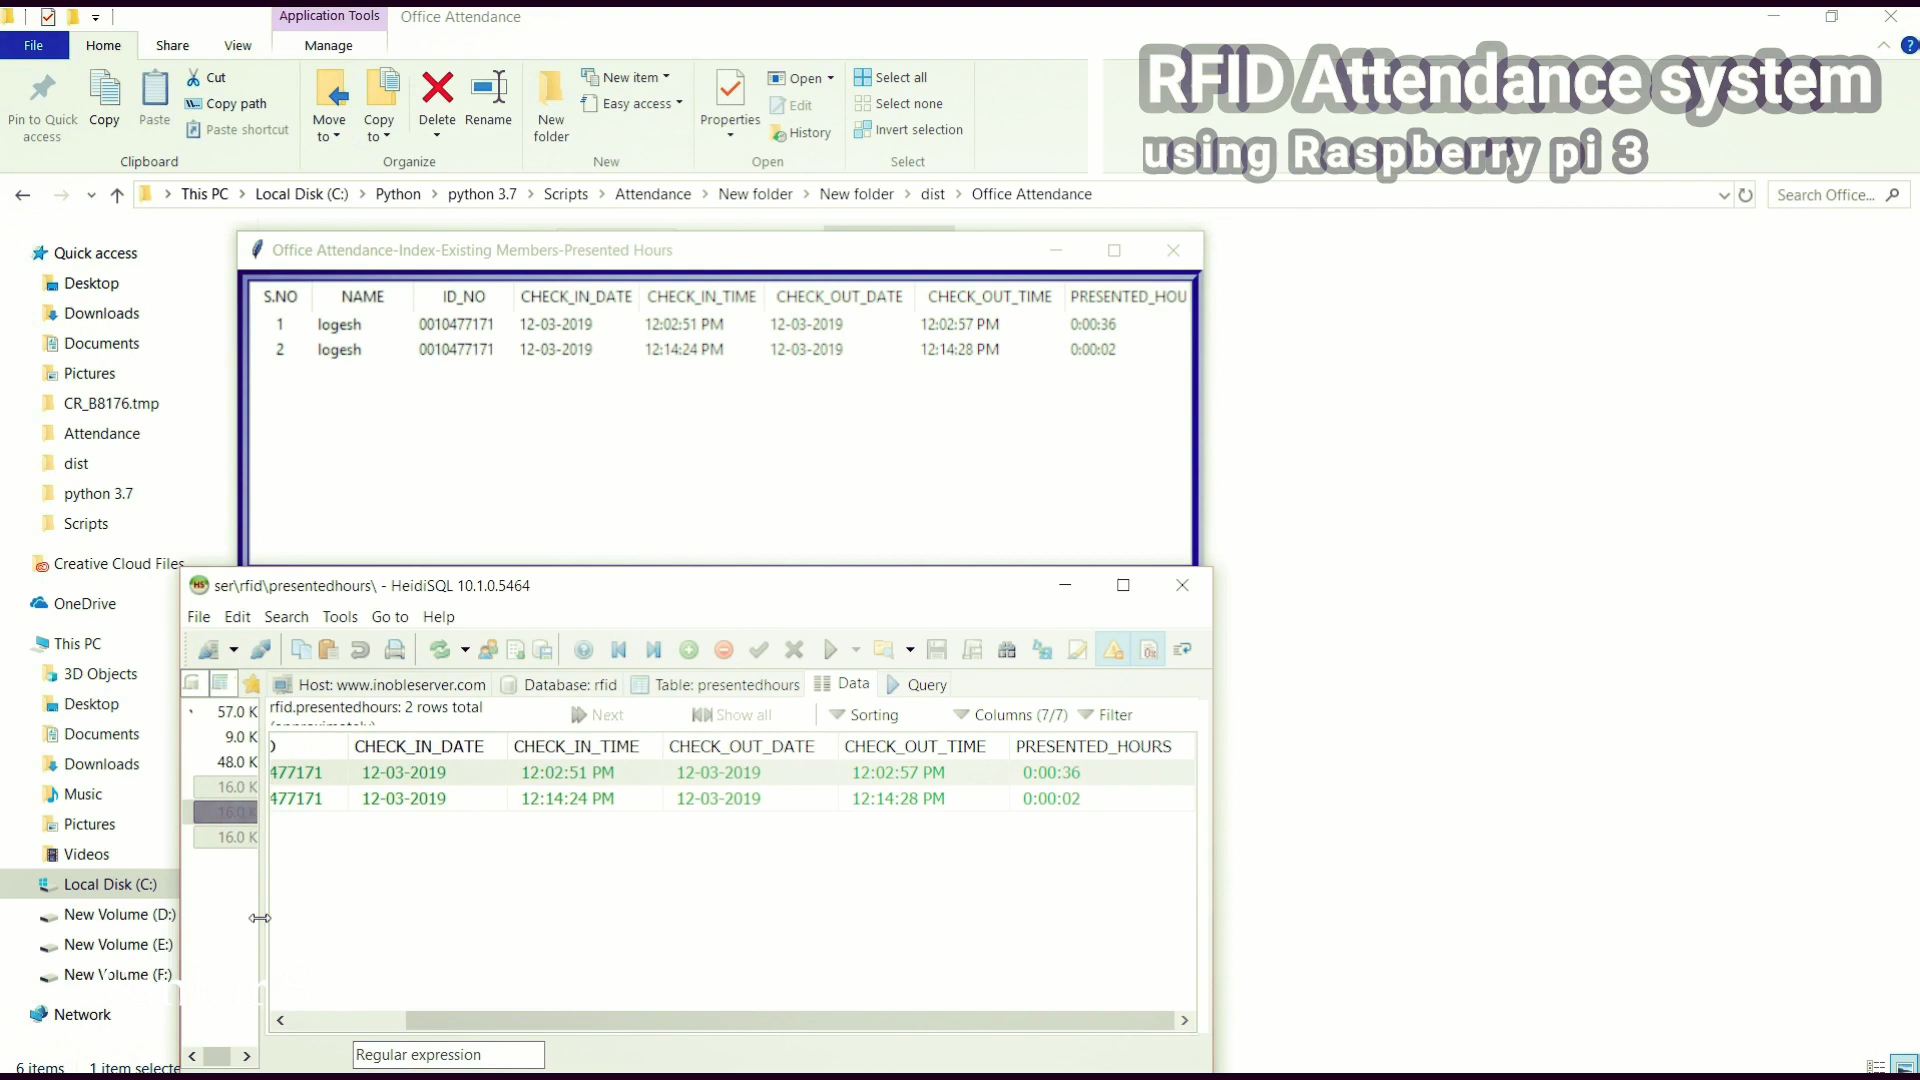 Application Tools
Office Attendance
File
Home
Share
View
Manage
RFID Attendance system
using Raspberry pi 3
Pin to Quick access
Copy
Paste
Cut
Copy path
Paste shortcut
Move to
Copy to
Delete
Rename
New folder
New item
Easy access
Properties
Open
Edit
History
Select all
Select none
Invert selection
Clipboard
Organize
New
Open
Select
This PC > Local Disk (C:) > Python > python 3.7 > Scripts > Attendance > New folder > New folder > dist > Office Attendance
Search Office...
Quick access
Desktop
Downloads
Documents
Pictures
CR_B8176.tmp
Attendance
dist
python 3.7
Scripts
Creative Cloud Files
OneDrive
This PC
3D Objects
Desktop
Documents
Downloads
Music
Pictures
Videos
Local Disk (C:)
New Volume (D:)
New Volume (E:)
New Volume (F:)
Network
6 items 1 item selecte
Office Attendance-Index-Existing Members-Presented Hours
S.NO NAME ID_NO CHECK_IN_DATE CHECK_IN_TIME CHECK_OUT_DATE CHECK_OUT_TIME PRESENTED_HOU
1 logesh 0010477171 12-03-2019 12:02:51 PM 12-03-2019 12:02:57 PM 0:00:36
2 logesh 0010477171 12-03-2019 12:14:24 PM 12-03-2019 12:14:28 PM 0:00:02
ser\rfid\presentedhours\ - HeidiSQL 10.1.0.5464
File Edit Search Tools Go to Help
Host: www.inobleserver.com Database: rfid Table: presentedhours Data Query
57.0 K
9.0 K
48.0 K
16.0 K
16.0 K
16.0 K
rfid.presentedhours: 2 rows total
Next Show all Sorting Columns (7/7) Filter
CHECK_IN_DATE CHECK_IN_TIME CHECK_OUT_DATE CHECK_OUT_TIME PRESENTED_HOURS
477171 12-03-2019 12:02:51 PM 12-03-2019 12:02:57 PM 0:00:36
477171 12-03-2019 12:14:24 PM 12-03-2019 12:14:28 PM 0:00:02
Regular expression